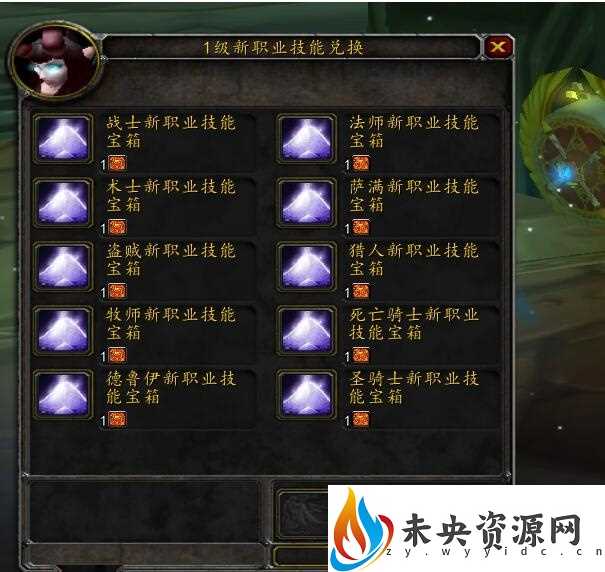 1级新职业技能兑换
战士新职业技能
宝箱
1
法师新职业技能
宝箱
1
术士新职业技能
宝箱
1
萨满新职业技能
宝箱
1
盗贼新职业技能
宝箱
1
猎人新职业技能
宝箱
1
牧师新职业技能
宝箱
1
死亡骑士新职业
技能宝箱
1
德鲁伊新职业技
能宝箱
1
圣骑士新职业技
能宝箱
1
未央资源网
zy.wyyidc.cn